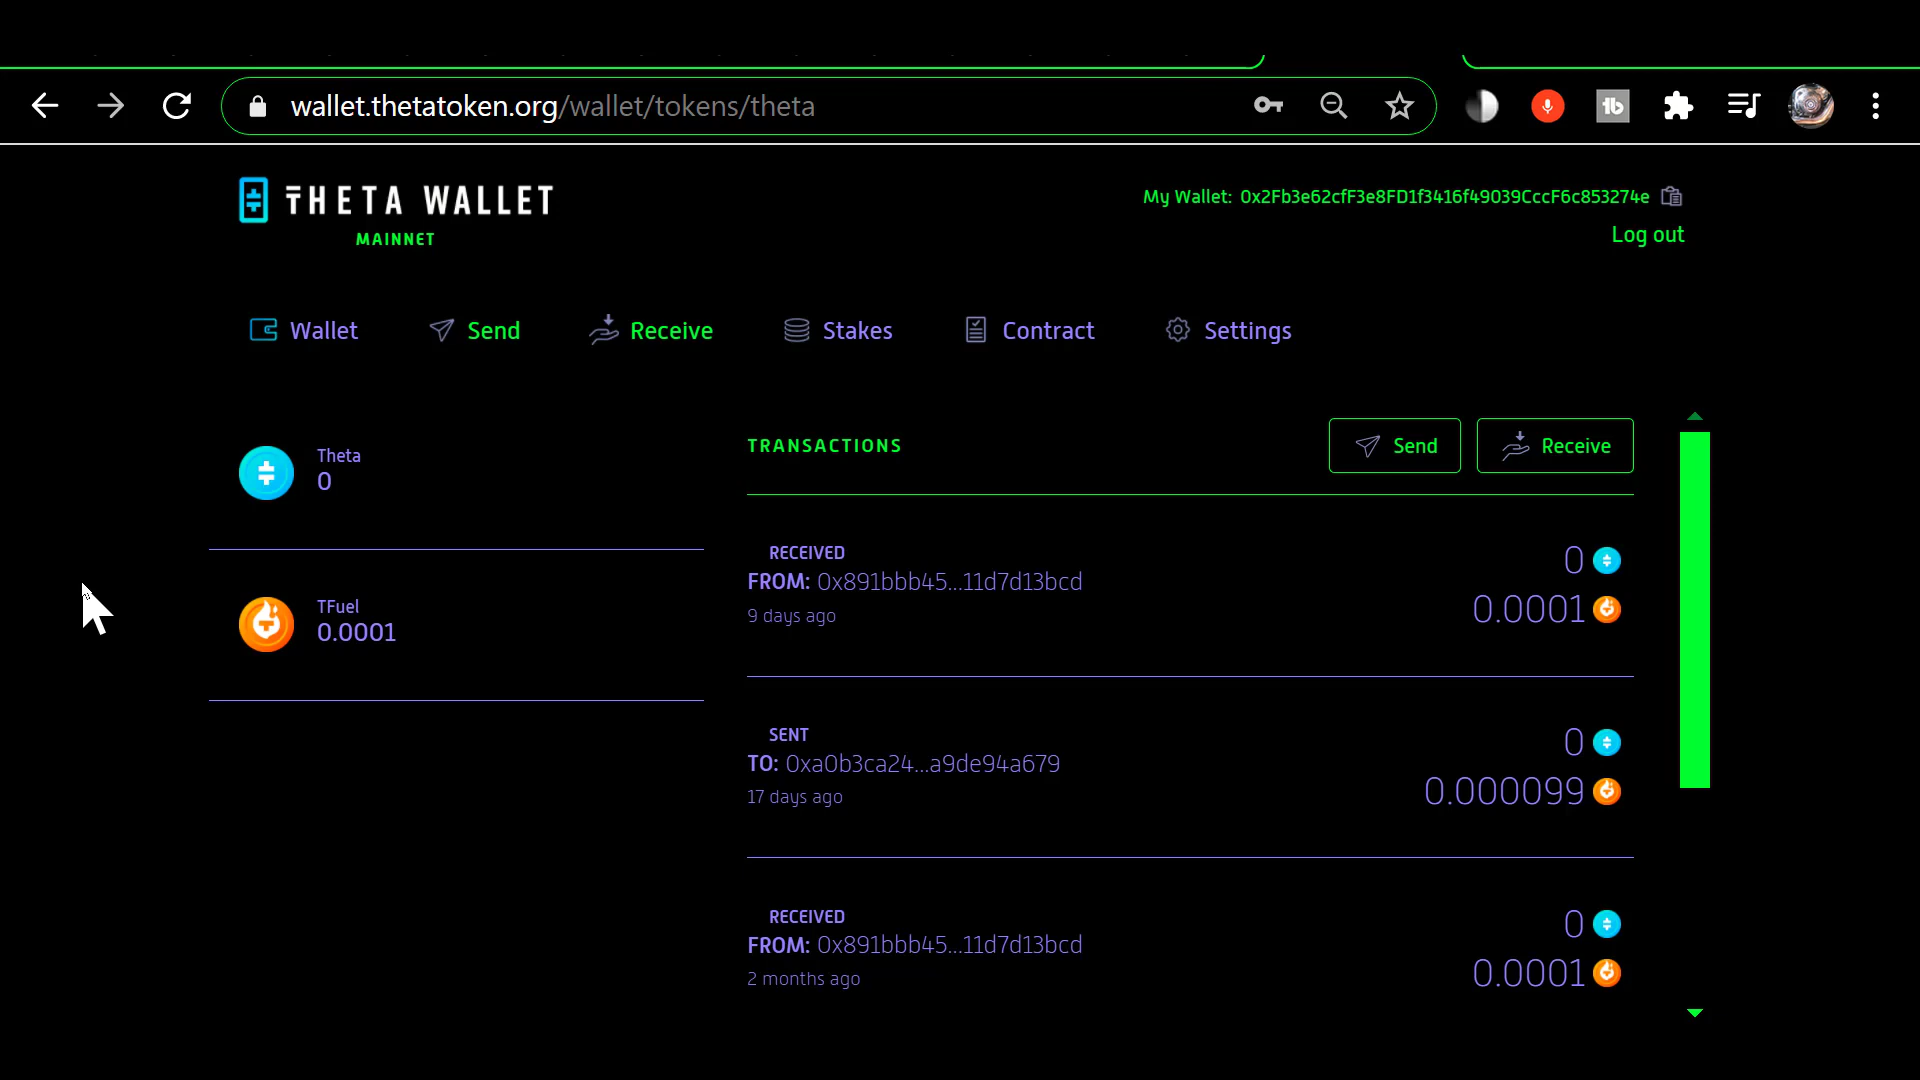 wallet.thetatoken.org/wallet/tokens/theta
THETA WALLET
MAINNET
My Wallet: 0x2Fb3e62cfF3e8FD1f3416f49039CccF6c853274e
Log out
Wallet Send Receive Stakes Contract Settings
Theta
0
TFuel
0.0001
TRANSACTIONS
Send
Receive
RECEIVED
FROM: 0x891bbb45...11d7d13bcd
9 days ago
0
0.0001
SENT
TO: 0xa0b3ca24...a9de94a679
17 days ago
0
0.000099
RECEIVED
FROM: 0x891bbb45...11d7d13bcd
2 months ago
0
0.0001